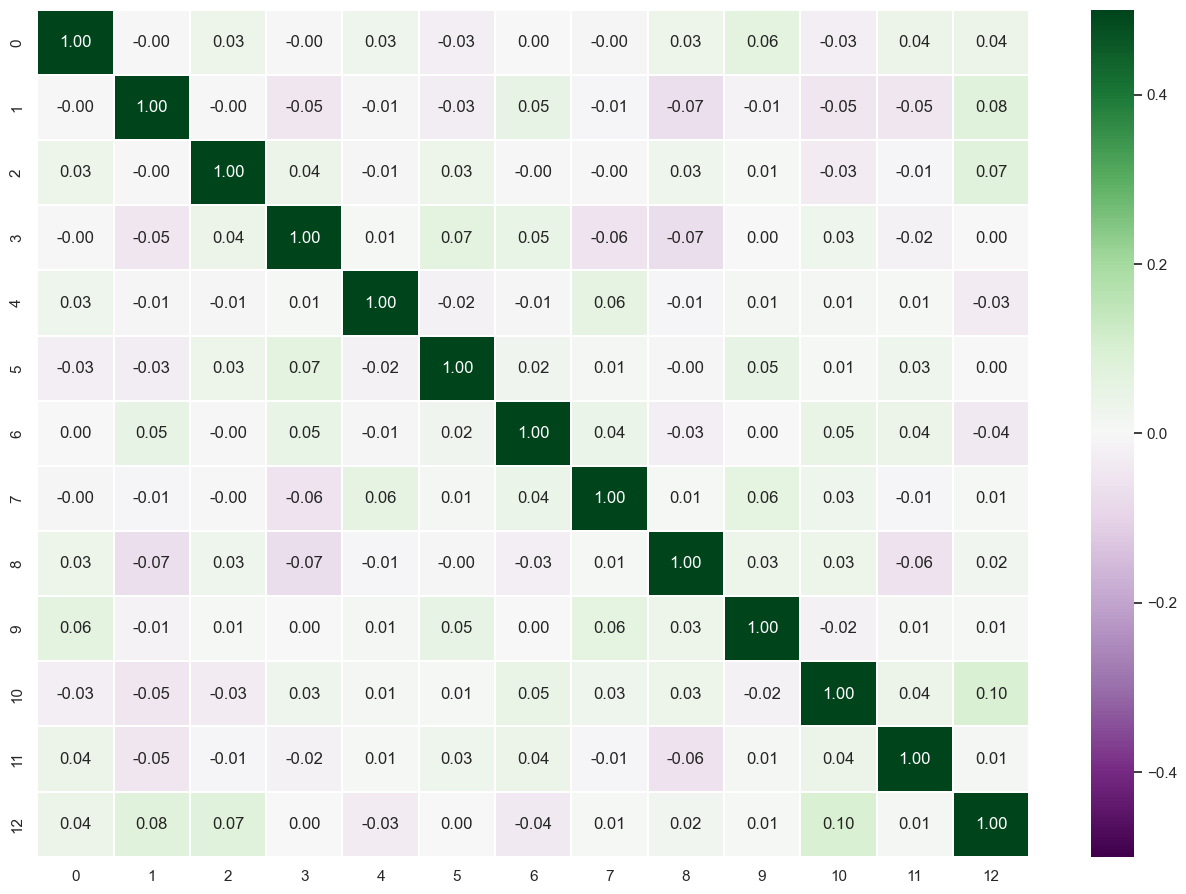 0 1.00 -0.00 0.03 -0.00 0.03 -0.03 0.00 -0.00 0.03 0.06 -0.03 0.04 0.04
1 -0.00 1.00 -0.00 -0.05 -0.01 -0.03 0.05 -0.01 -0.07 -0.01 -0.05 -0.05 0.08
2 0.03 -0.00 1.00 0.04 -0.01 0.03 -0.00 -0.00 0.03 0.01 -0.03 -0.01 0.07
3 -0.00 -0.05 0.04 1.00 0.01 0.07 0.05 -0.06 -0.07 0.00 0.03 -0.02 0.00
4 0.03 -0.01 -0.01 0.01 1.00 -0.02 -0.01 0.06 -0.01 0.01 0.01 0.01 -0.03
5 -0.03 -0.03 0.03 0.07 -0.02 1.00 0.02 0.01 -0.00 0.05 0.01 0.03 0.00
6 0.00 0.05 -0.00 0.05 -0.01 0.02 1.00 0.04 -0.03 0.00 0.05 0.04 -0.04
7 -0.00 -0.01 -0.00 -0.06 0.06 0.01 0.04 1.00 0.01 0.06 0.03 -0.01 0.01
8 0.03 -0.07 0.03 -0.07 -0.01 -0.00 -0.03 0.01 1.00 0.03 0.03 -0.06 0.02
9 0.06 -0.01 0.01 0.00 0.01 0.05 0.00 0.06 0.03 1.00 -0.02 0.01 0.01
10 -0.03 -0.05 -0.03 0.03 0.01 0.01 0.05 0.03 0.03 -0.02 1.00 0.04 0.10
11 0.04 -0.05 -0.01 -0.02 0.01 0.03 0.04 -0.01 -0.06 0.01 0.04 1.00 0.01
12 0.04 0.08 0.07 0.00 -0.03 0.00 -0.04 0.01 0.02 0.01 0.10 0.01 1.00
0 1 2 3 4 5 6 7 8 9 10 11 12
0.4
0.2
0.0
−0.2
−0.4